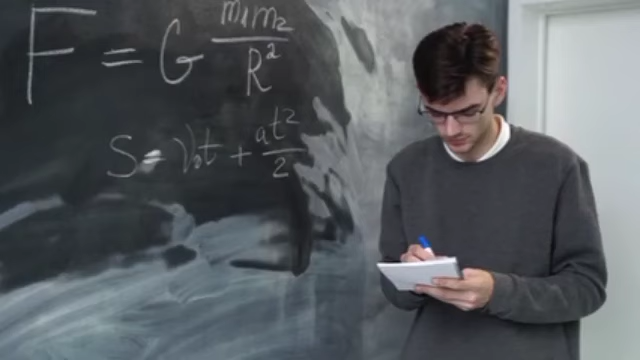 F = G m₁m₂/R²
S = V₀t + at²/2